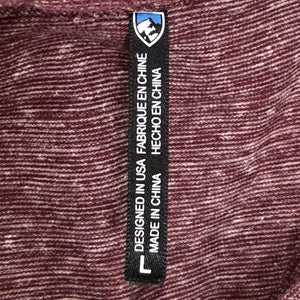 L
DESIGNED IN USA FABRIQUE EN CHINE
MADE IN CHINA HECHO EN CHINA